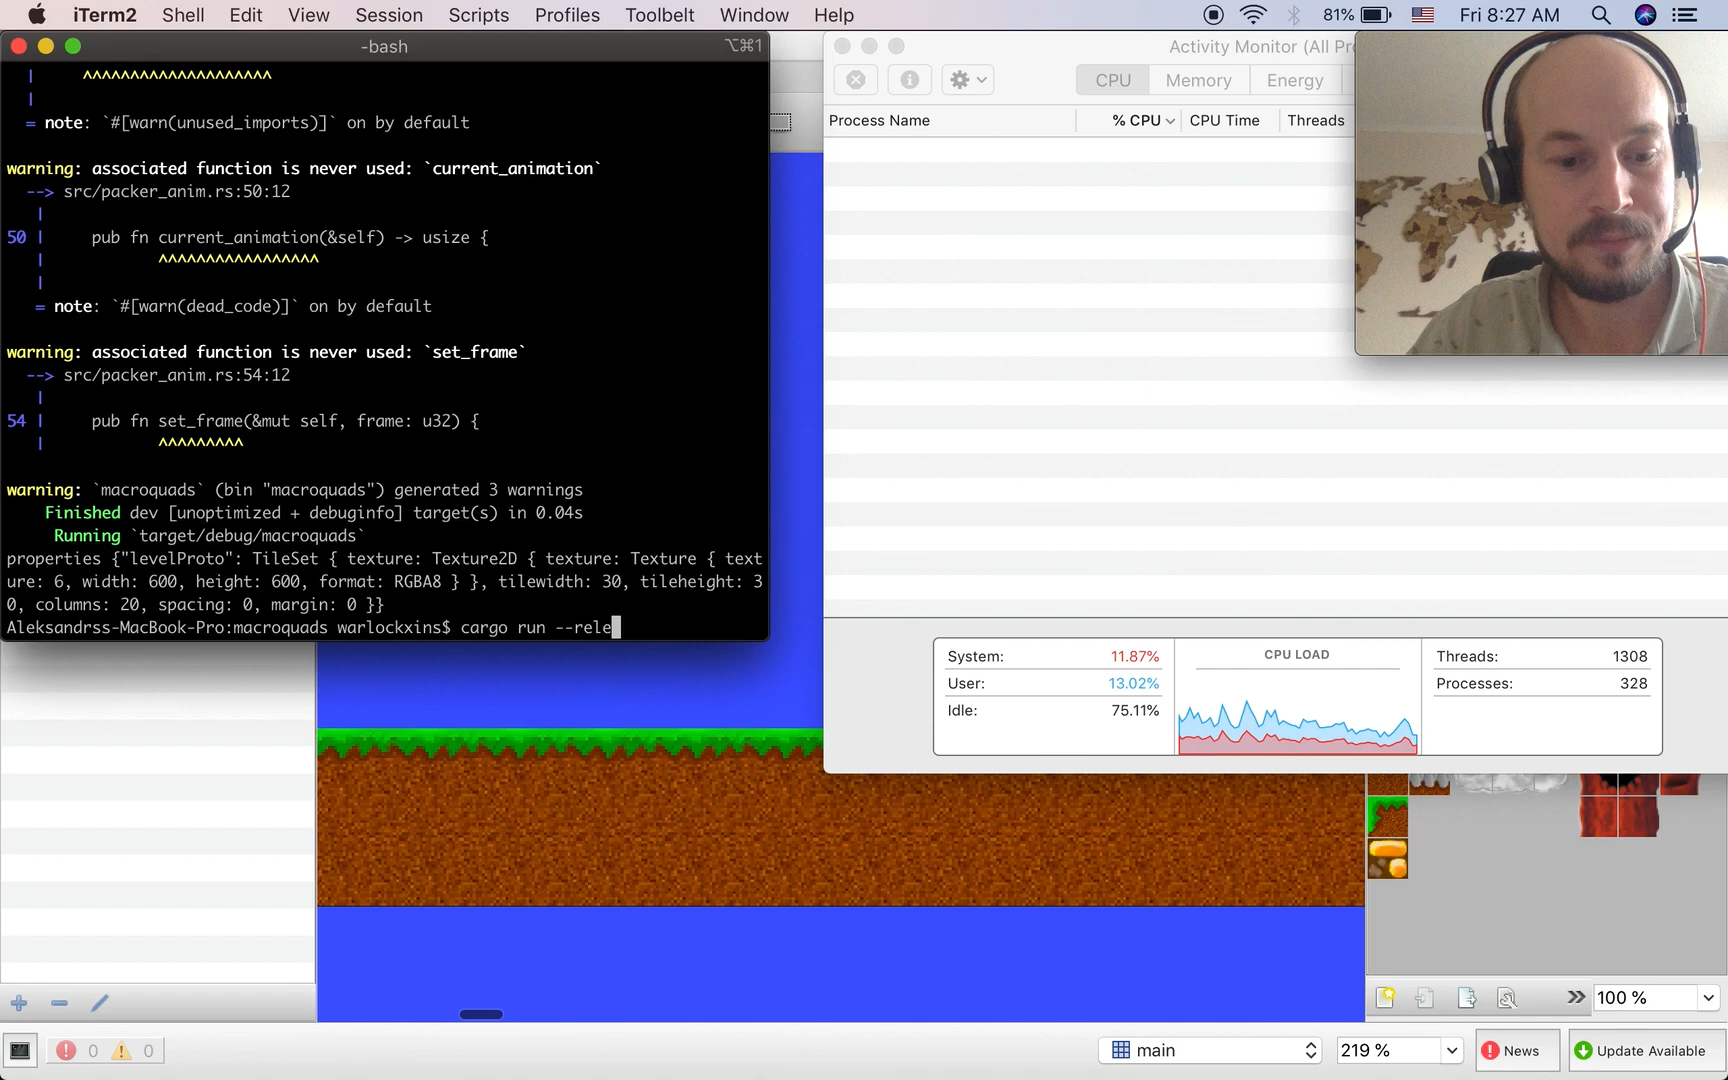 iTerm2 Shell Edit View Session Scripts Profiles Toolbelt Window Help 81% Fri 8:27 AM
-bash ⌥⌘1
| ^^^^^^^^^^^^^^^^^^^^
|
= note: `#[warn(unused_imports)]` on by default
warning: associated function is never used: `current_animation`
--> src/packer_anim.rs:50:12
|
50 | pub fn current_animation(&self) -> usize {
| ^^^^^^^^^^^^^^^^^
|
= note: `#[warn(dead_code)]` on by default
warning: associated function is never used: `set_frame`
--> src/packer_anim.rs:54:12
|
54 | pub fn set_frame(&mut self, frame: u32) {
| ^^^^^^^^^
warning: `macroquads` (bin "macroquads") generated 3 warnings
Finished dev [unoptimized + debuginfo] target(s) in 0.04s
Running `target/debug/macroquads`
properties {"levelProto": TileSet { texture: Texture2D { texture: Texture { text
ure: 6, width: 600, height: 600, format: RGBA8 } }, tilewidth: 30, tileheight: 3
0, columns: 20, spacing: 0, margin: 0 }}
Aleksandrss-MacBook-Pro:macroquads warlockxins$ cargo run --rele
Activity Monitor (All Pro
CPU Memory Energy
Process Name % CPU CPU Time Threads
System: 11.87%
User: 13.02%
Idle: 75.11%
CPU LOAD
Threads: 1308
Processes: 328
100 %
0 0
main 219 % News Update Available